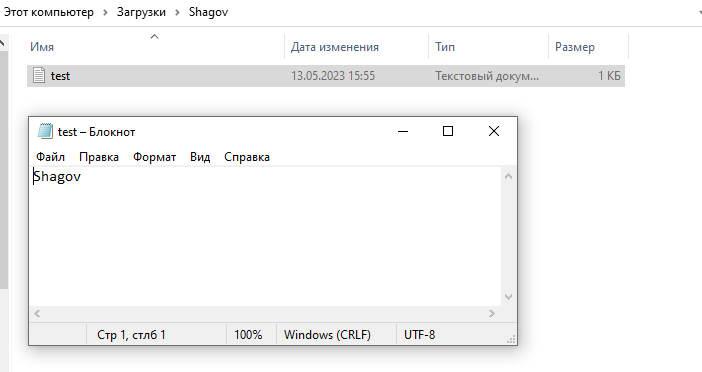 Этот компьютер > Загрузки > Shagov
Имя Дата изменения Тип Размер
test 13.05.2023 15:55 Текстовый докум... 1 КБ
test – Блокнот
Файл Правка Формат Вид Справка
Shagov
Стр 1, стлб 1 100% Windows (CRLF) UTF-8